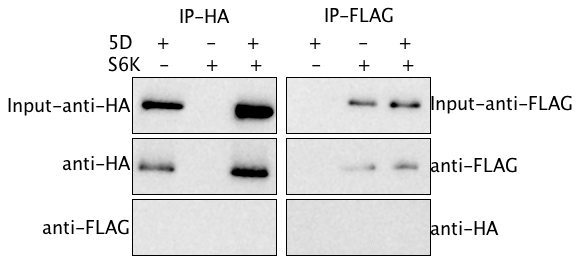 IP-HA IP-FLAG
5D + – + + – +
S6K – + + – + +
Input-anti-HA Input-anti-FLAG
anti-HA anti-FLAG
anti-FLAG anti-HA